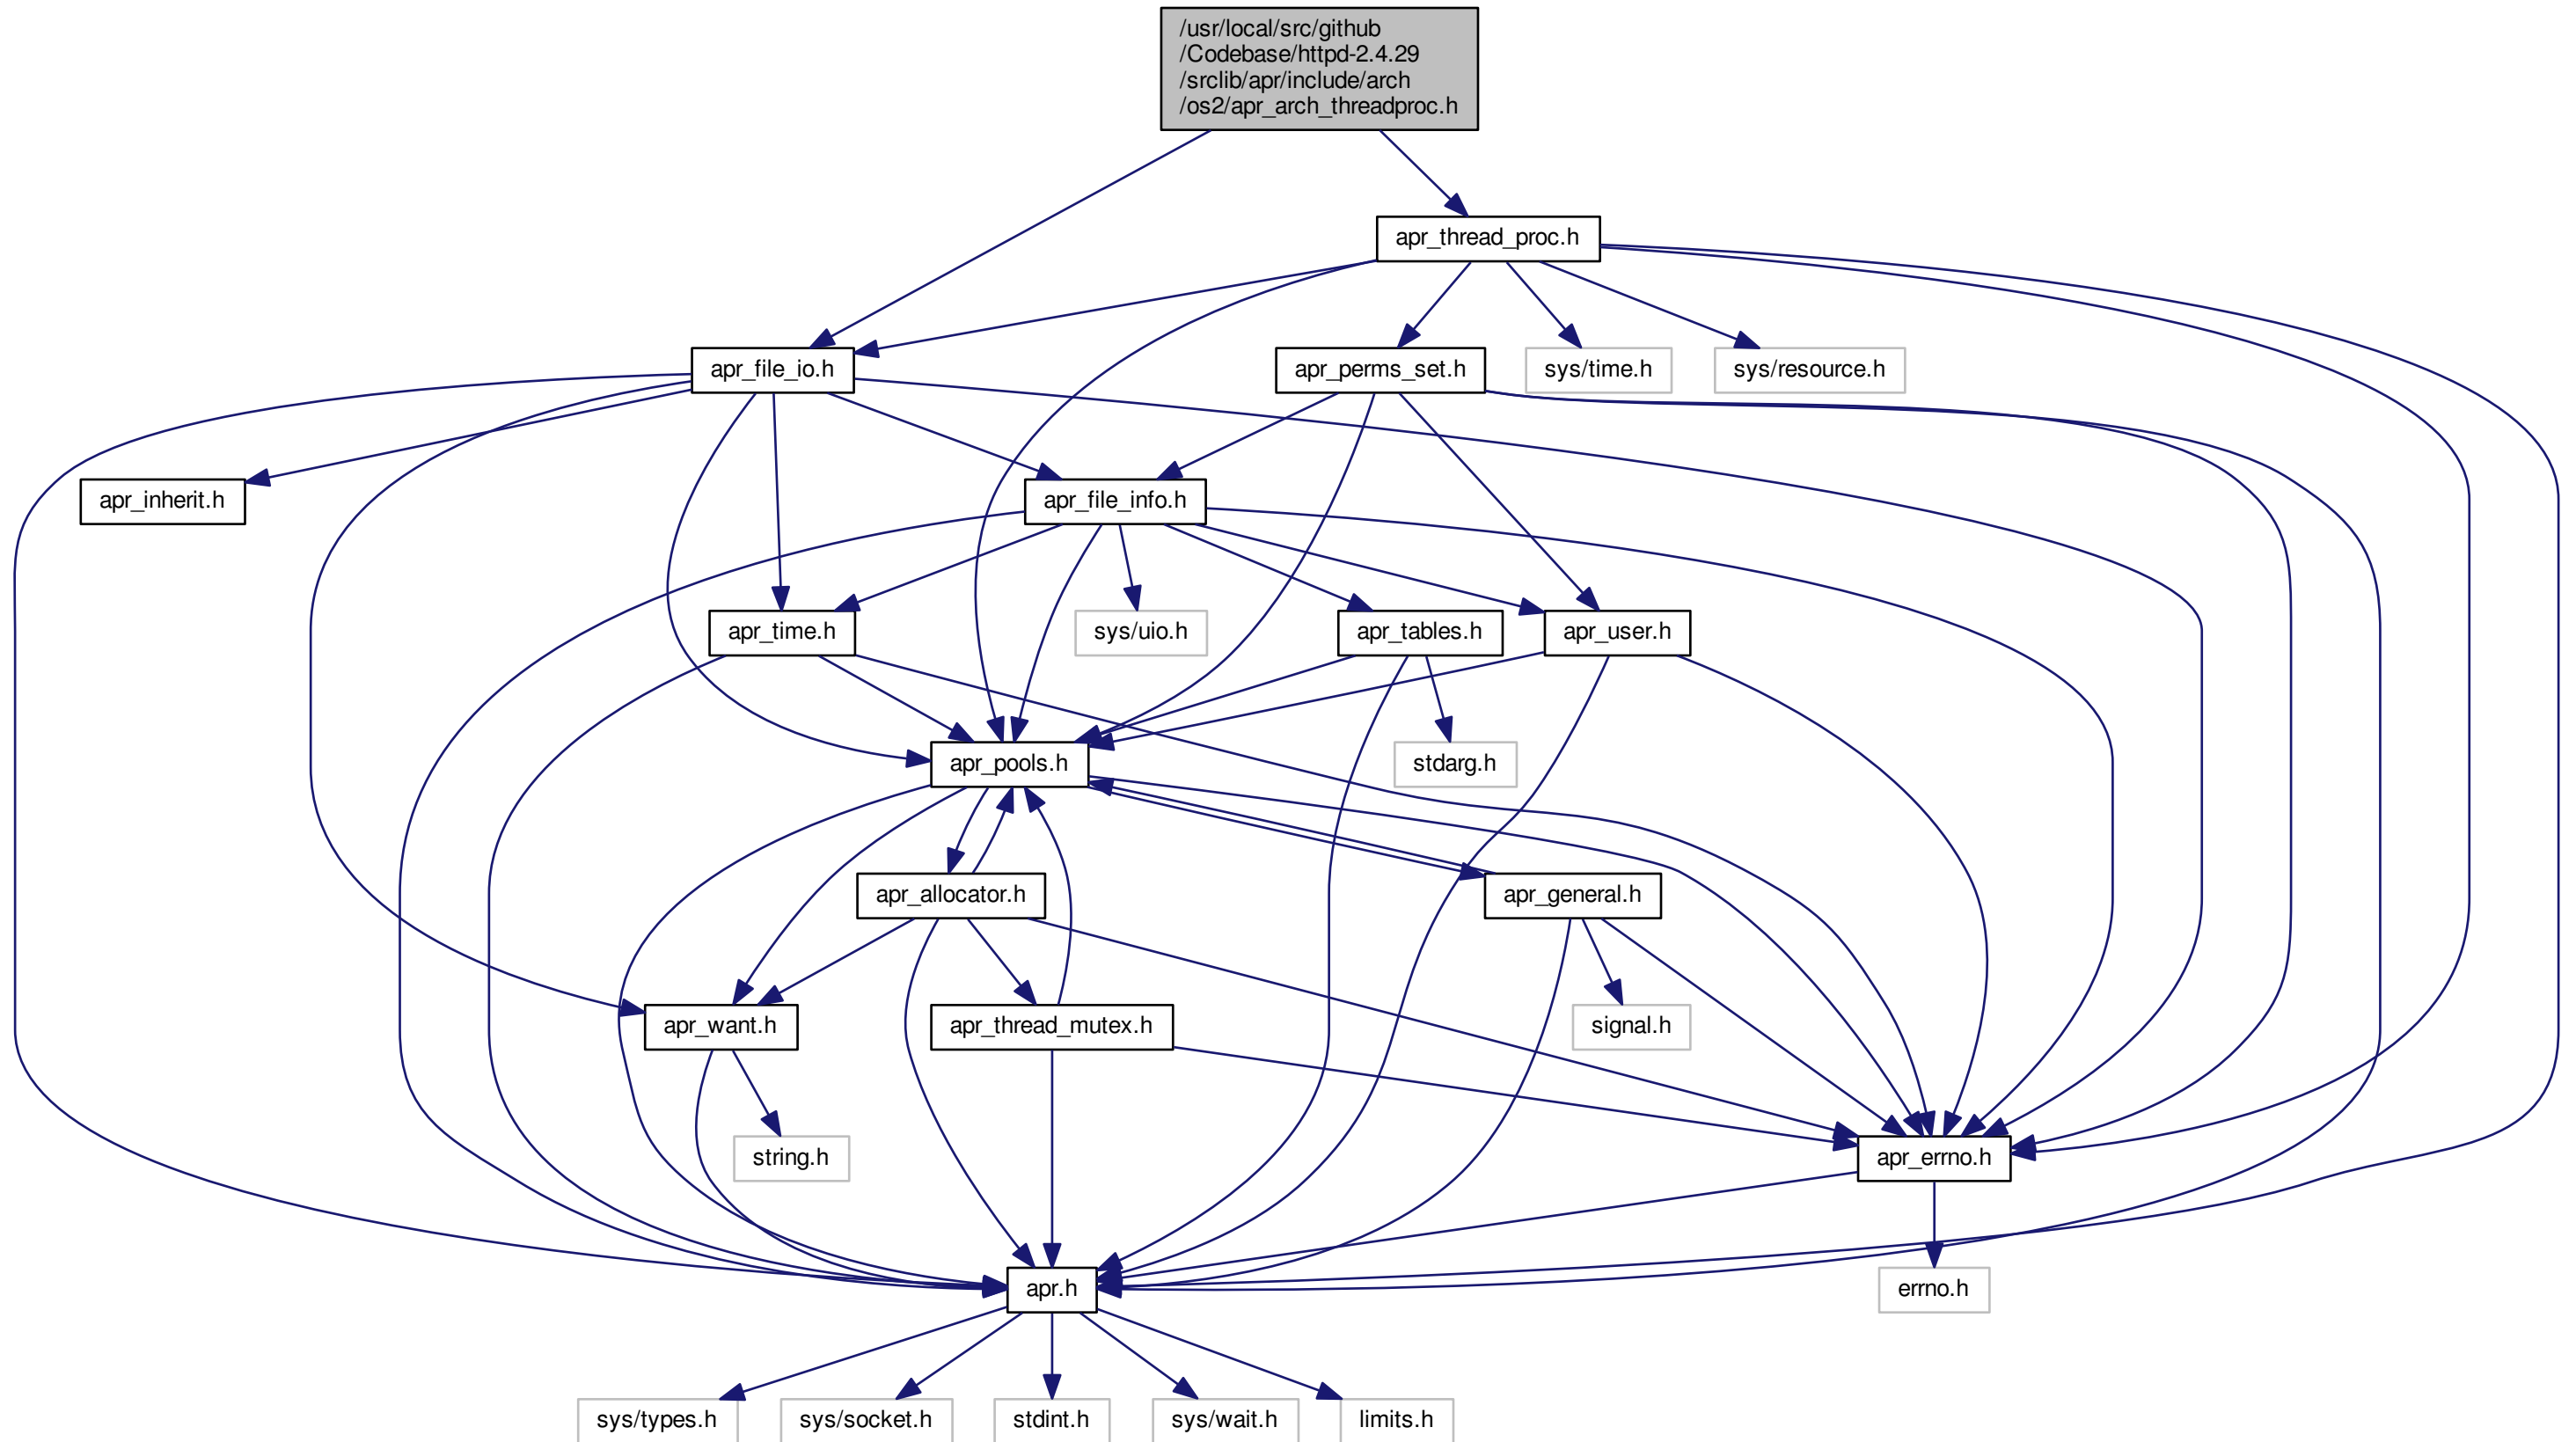 /usr/local/src/github
/Codebase/httpd-2.4.29
/srclib/apr/include/arch
/os2/apr_arch_threadproc.h
apr_thread_proc.h
apr_file_io.h
apr_perms_set.h
sys/time.h
sys/resource.h
apr_inherit.h
apr_file_info.h
apr_time.h
sys/uio.h
apr_tables.h
apr_user.h
apr_pools.h
stdarg.h
apr_allocator.h
apr_general.h
apr_want.h
apr_thread_mutex.h
signal.h
string.h
apr_errno.h
apr.h
errno.h
sys/types.h
sys/socket.h
stdint.h
sys/wait.h
limits.h